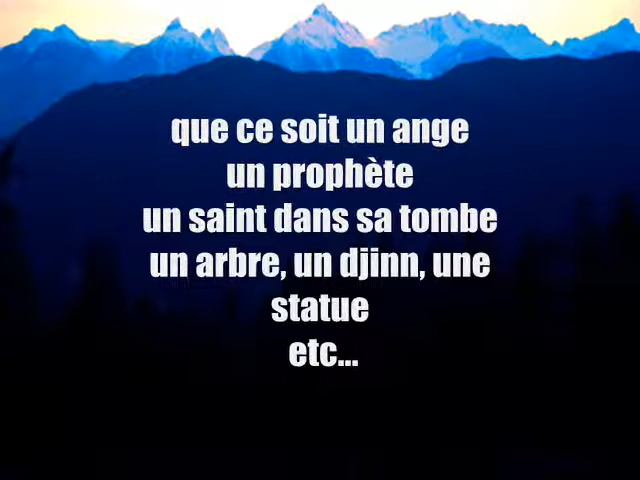 que ce soit un ange
un prophète
un saint dans sa tombe
un arbre, un djinn, une
statue
etc...